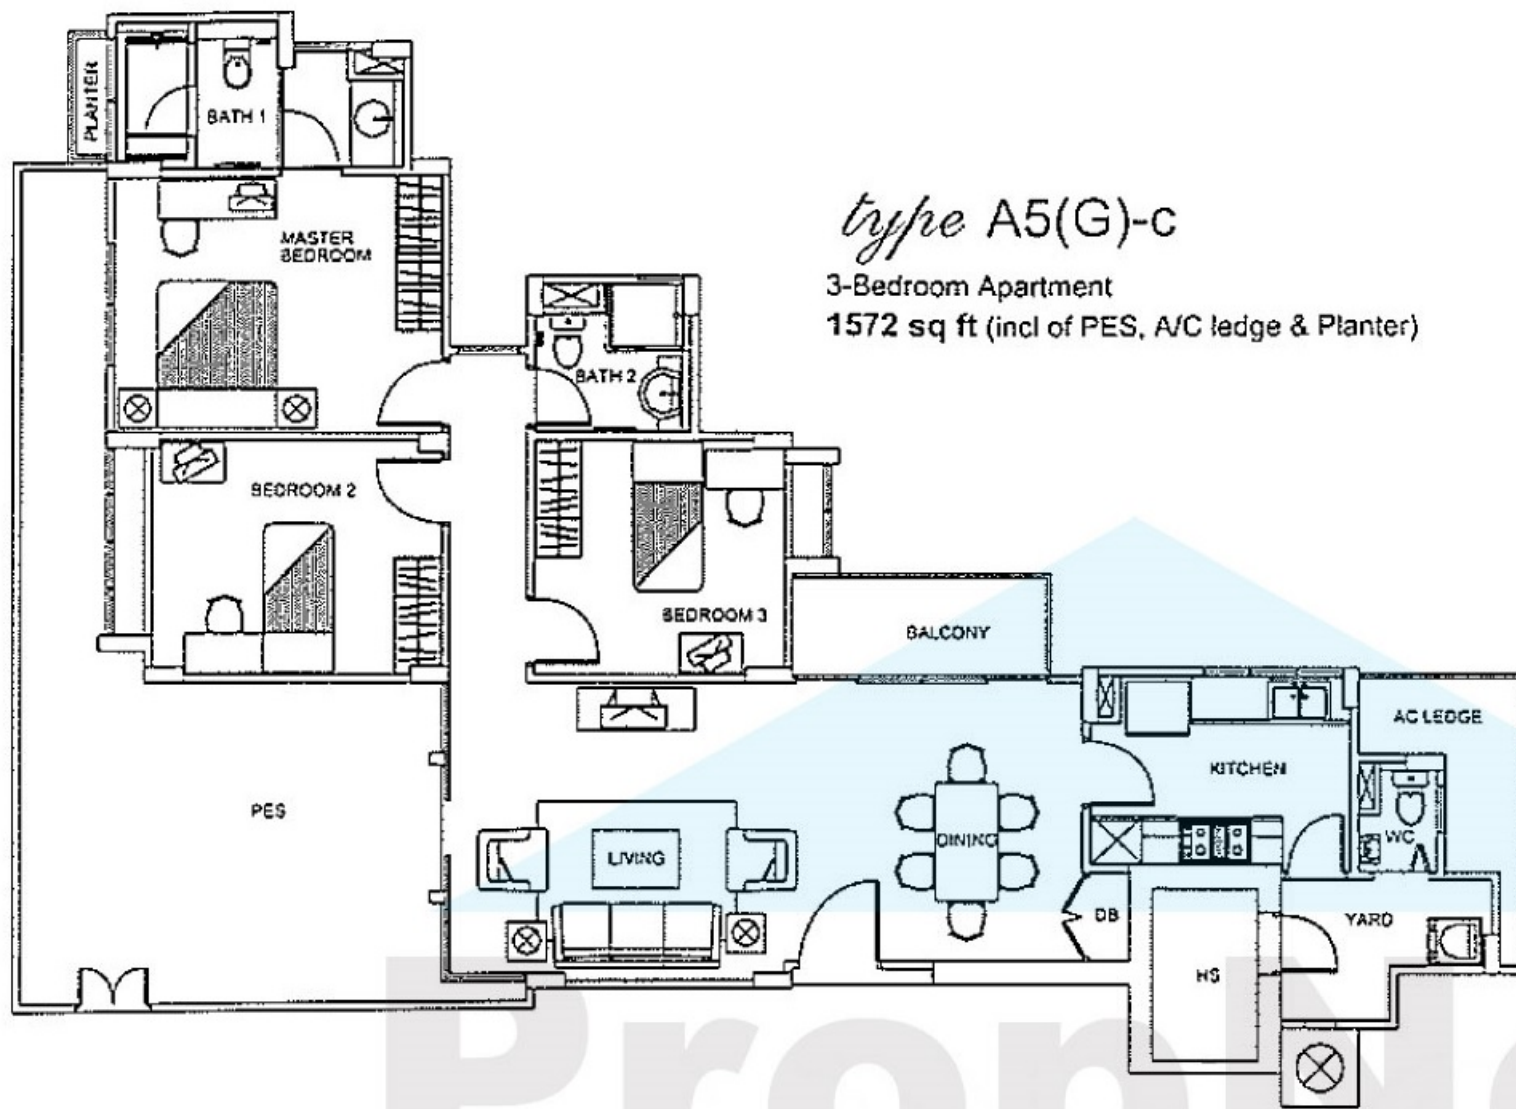 PLANTER
BATH 1
MASTER
BEDROOM
type A5(G)-c
3-Bedroom Apartment
1572 sq ft (incl of PES, A/C ledge & Planter)
BATH 2
BEDROOM 2
BEDROOM 3
BALCONY
AC LEDGE
KITCHEN
PES
LIVING
DINING
WC
DB
YARD
HS
PropNe